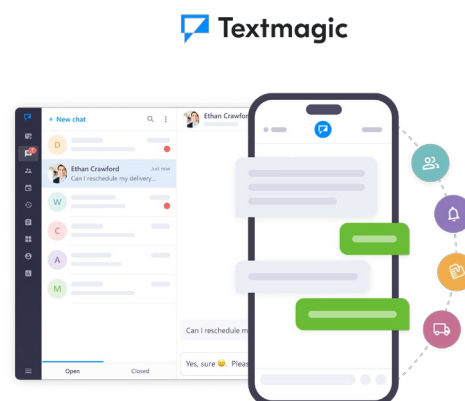 Textmagic
+ New chat
Ethan Crawford
D
Ethan Crawford
Just now
Can I reschedule my delivery...
W
C
A
M
Can I reschedule m
Yes, sure 😀. Pleas
Open
Closed